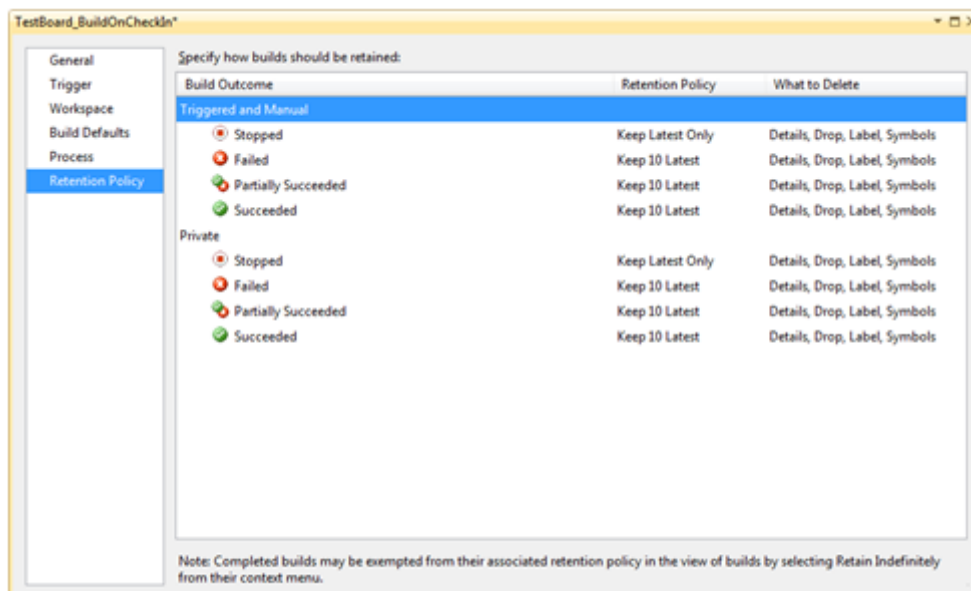 TestBoard_BuildOnCheckIn*
General
Trigger
Workspace
Build Defaults
Process
Retention Policy
Specify how builds should be retained:
Build Outcome Retention Policy What to Delete
Triggered and Manual
Stopped Keep Latest Only Details, Drop, Label, Symbols
Failed Keep 10 Latest Details, Drop, Label, Symbols
Partially Succeeded Keep 10 Latest Details, Drop, Label, Symbols
Succeeded Keep 10 Latest Details, Drop, Label, Symbols
Private
Stopped Keep Latest Only Details, Drop, Label, Symbols
Failed Keep 10 Latest Details, Drop, Label, Symbols
Partially Succeeded Keep 10 Latest Details, Drop, Label, Symbols
Succeeded Keep 10 Latest Details, Drop, Label, Symbols
Note: Completed builds may be exempted from their associated retention policy in the view of builds by selecting Retain Indefinitely
from their context menu.